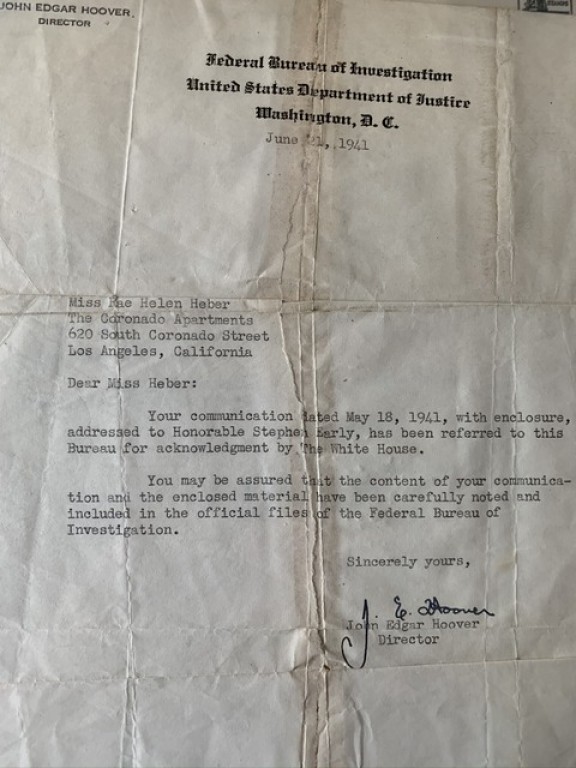 JOHN EDGAR HOOVER
DIRECTOR
Federal Bureau of Investigation
United States Department of Justice
Washington, D. C.
June 21, 1941
Miss Rae Helen Heber
The Coronado Apartments
620 South Coronado Street
Los Angeles, California
Dear Miss Heber:
Your communication dated May 18, 1941, with enclosure,
addressed to Honorable Stephen Early, has been referred to this
Bureau for acknowledgment by The White House.
You may be assured that the content of your communica-
tion and the enclosed material have been carefully noted and
included in the official files of the Federal Bureau of
Investigation.
Sincerely yours,
J. E. Hoover
John Edgar Hoover
Director